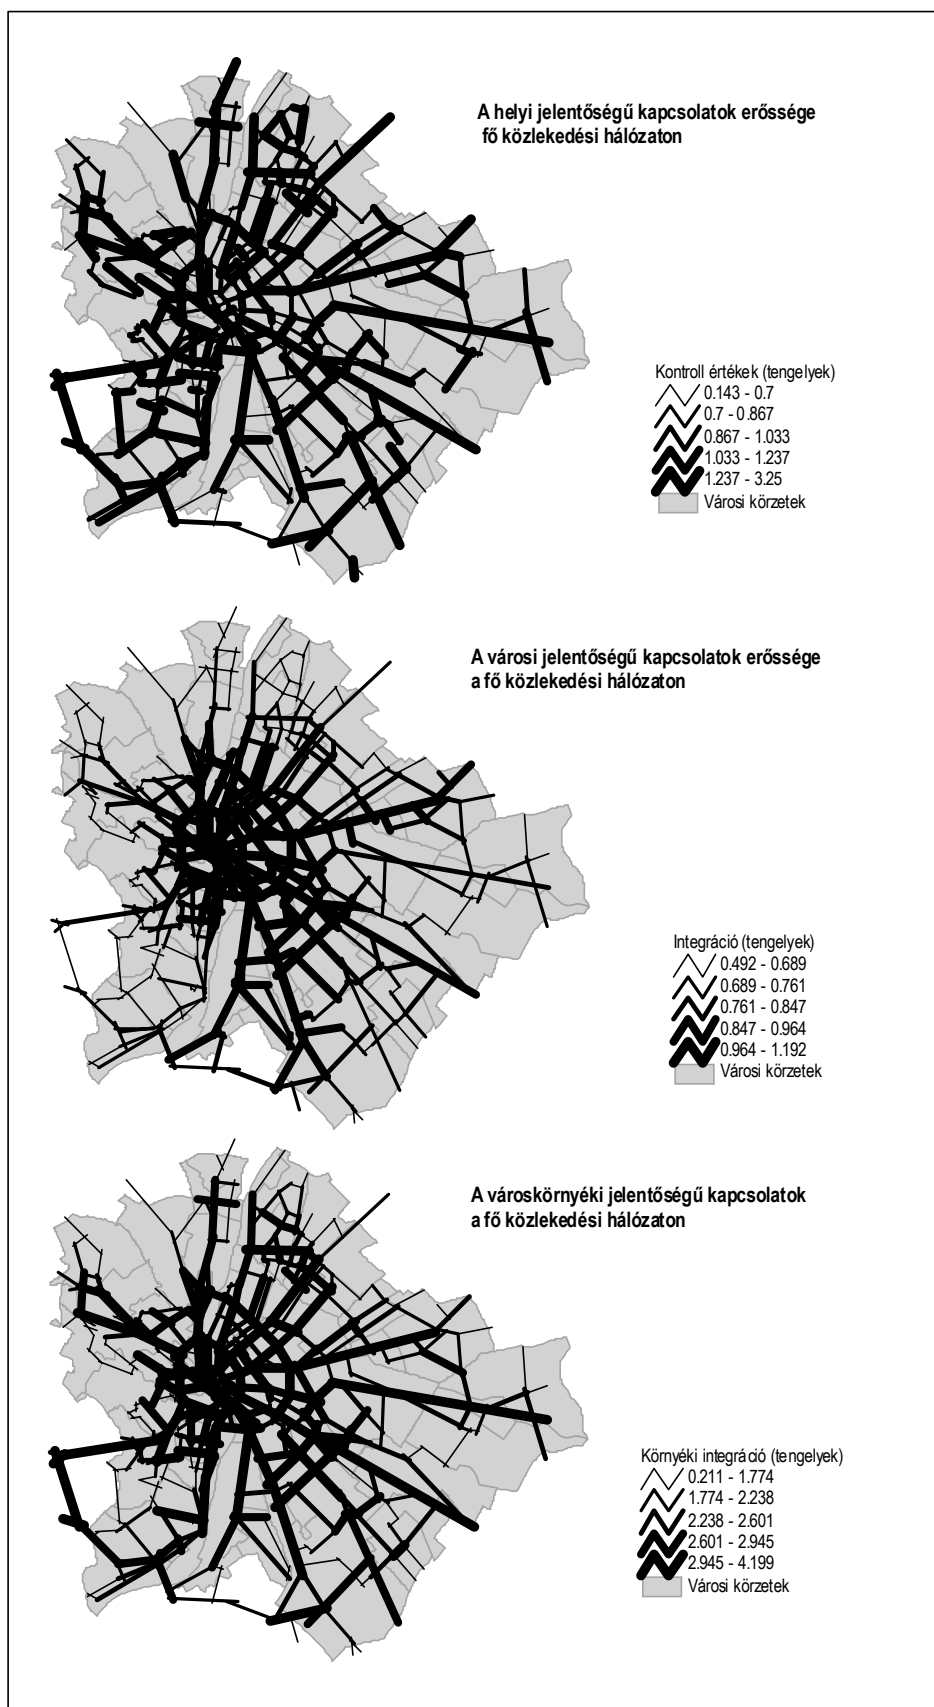 A helyi jelentőségű kapcsolatok erőssége
fő közlekedési hálózaton
Kontroll értékek (tengelyek)
0.143 - 0.7
0.7 - 0.867
0.867 - 1.033
1.033 - 1.237
1.237 - 3.25
Városi körzetek
A városi jelentőségű kapcsolatok erőssége
a fő közlekedési hálózaton
Integráció (tengelyek)
0.492 - 0.689
0.689 - 0.761
0.761 - 0.847
0.847 - 0.964
0.964 - 1.192
Városi körzetek
A városkörnyéki jelentőségű kapcsolatok
a fő közlekedési hálózaton
Környéki integráció (tengelyek)
0.211 - 1.774
1.774 - 2.238
2.238 - 2.601
2.601 - 2.945
2.945 - 4.199
Városi körzetek